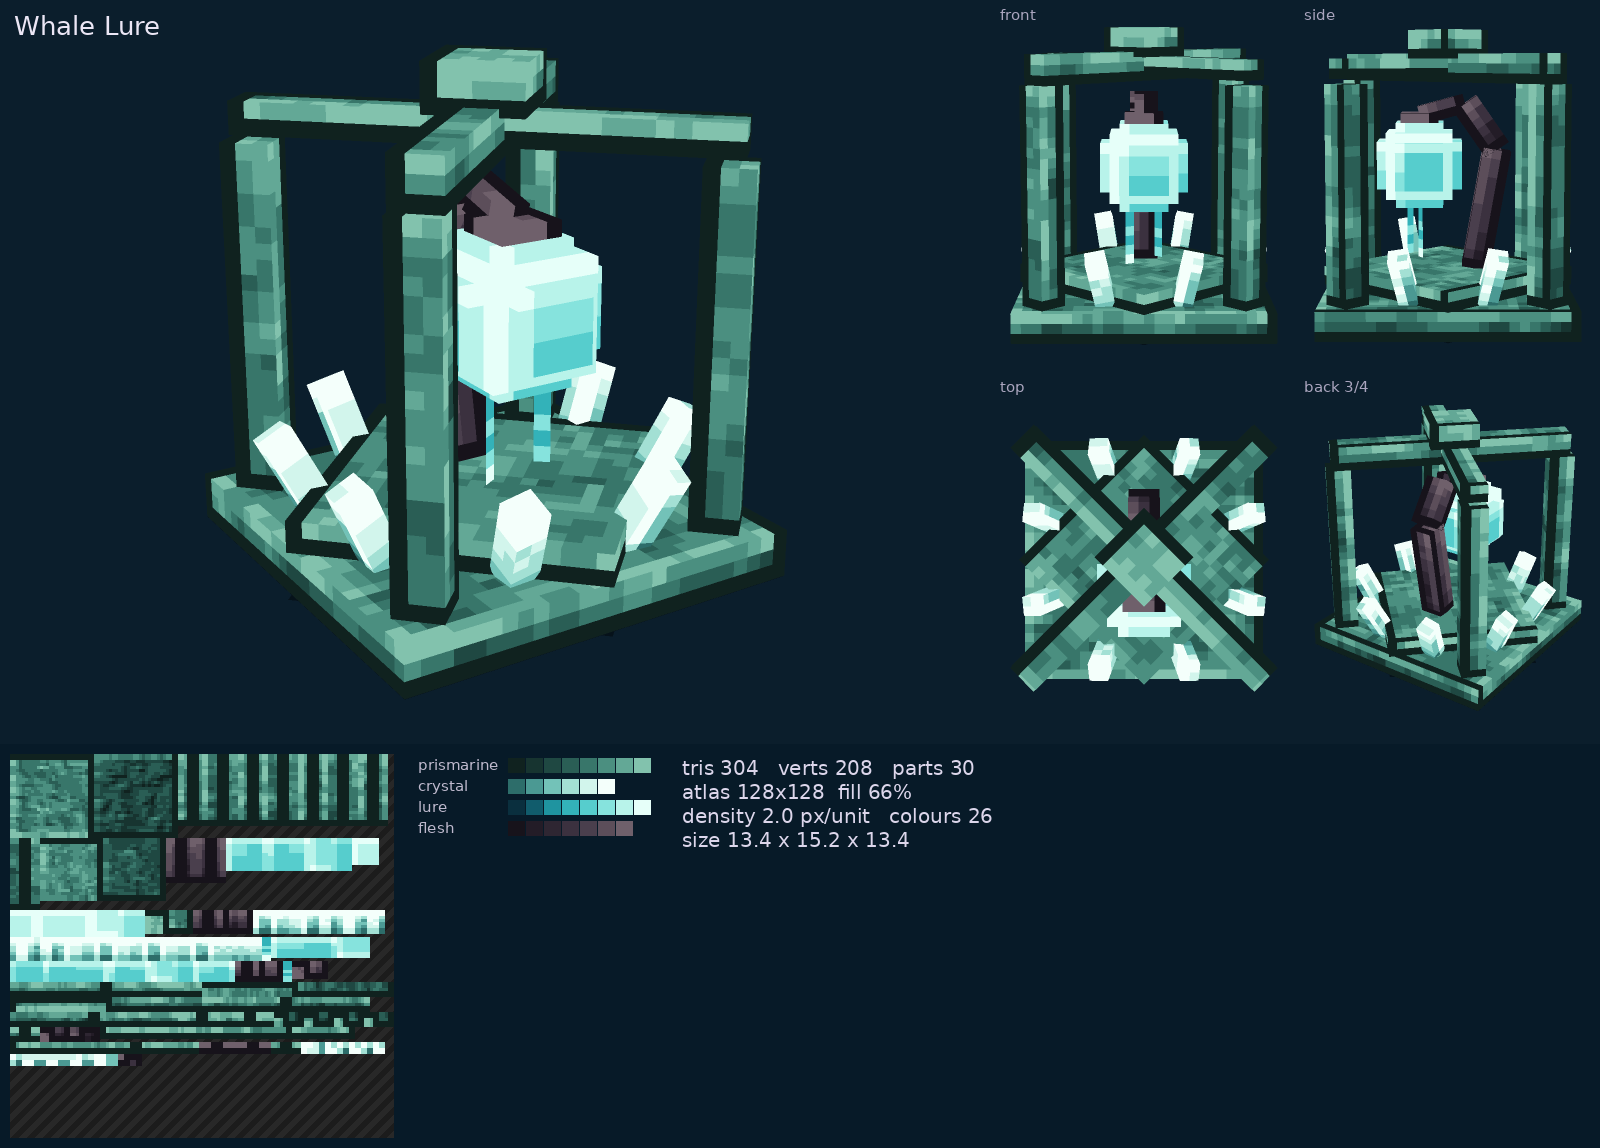 Whale Lure
front
side
top
back 3/4
prismarine
crystal
lure
flesh
tris 304 verts 208 parts 30
atlas 128x128 fill 66%
density 2.0 px/unit colours 26
size 13.4 x 15.2 x 13.4